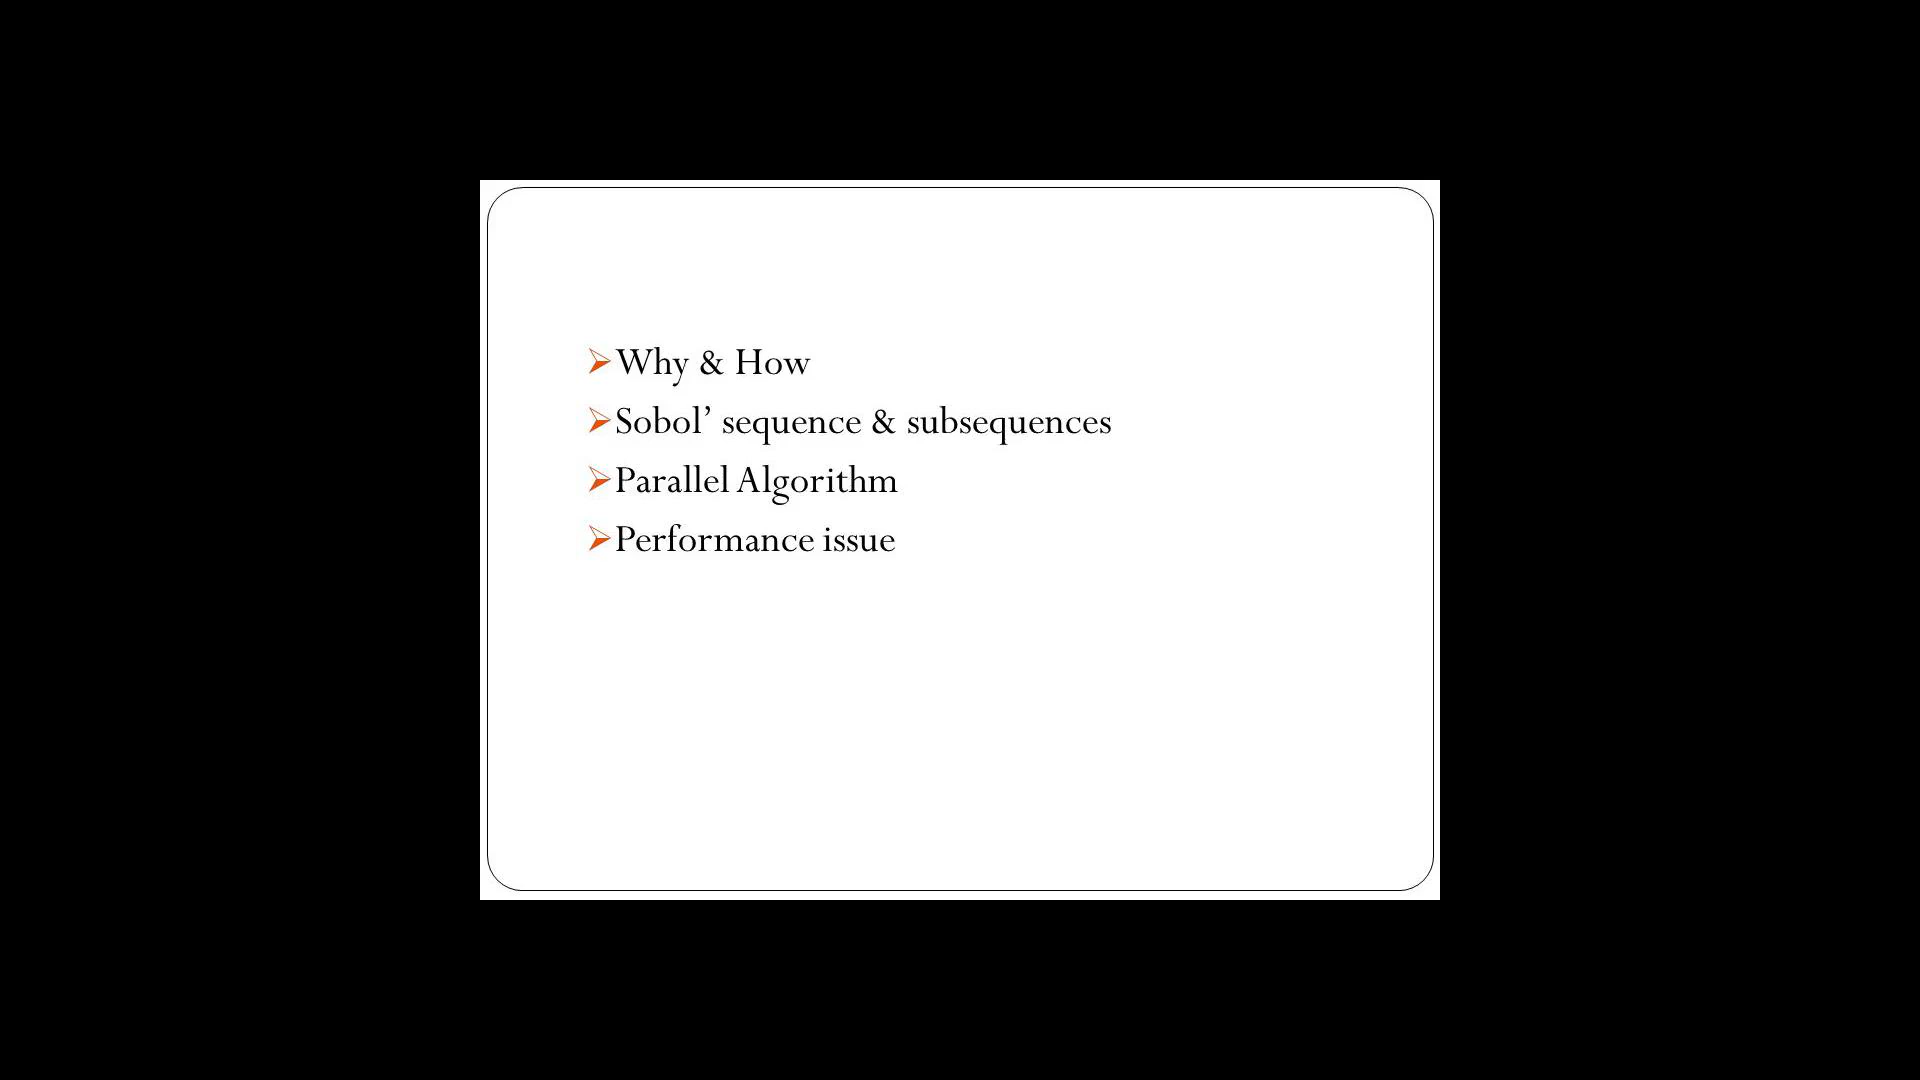 Why & How
Sobol’ sequence & subsequences
Parallel Algorithm
Performance issue